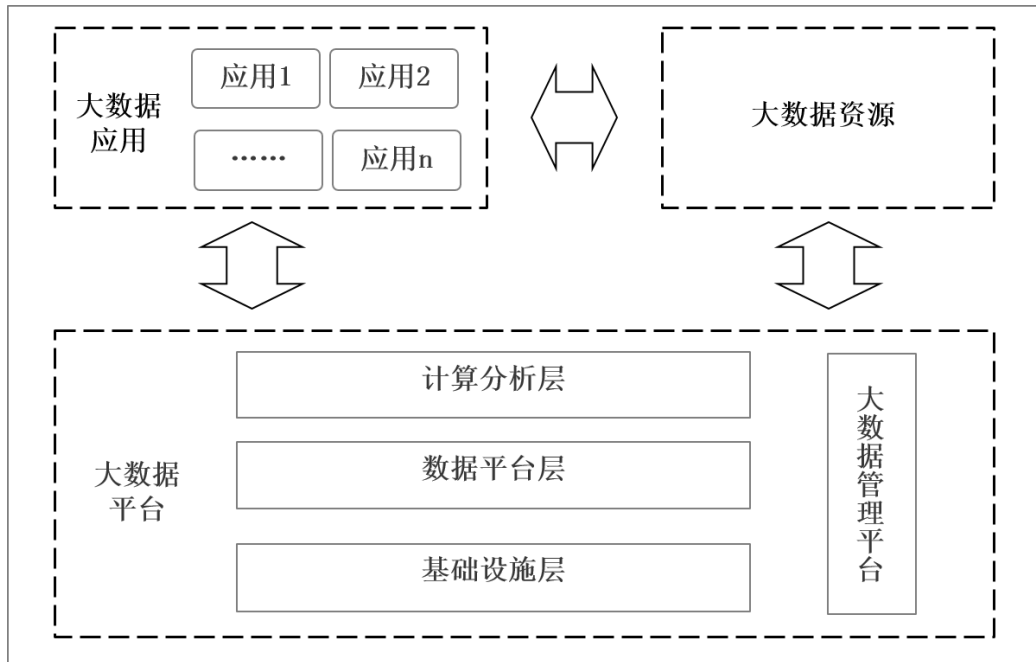 大数据
应用
应用1
应用2
……
应用n
大数据资源
大数据
平台
计算分析层
数据平台层
基础设施层
大数据管理平台